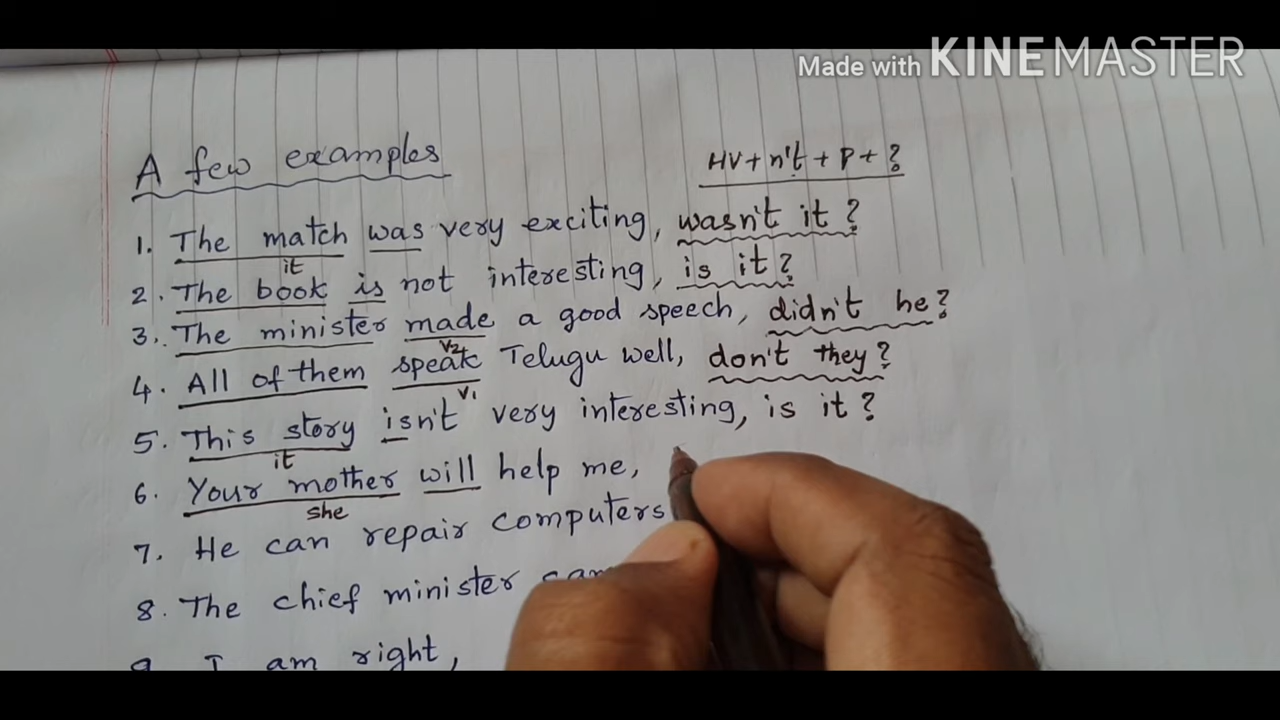 Made with KINEMASTER
A few examples
HV + n't + P + ?
1. The match was very exciting, wasn't it?
it
2. The book is not interesting, is it?
3. The minister made a good speech, didn't he?
V2
4. All of them speak Telugu well, don't they?
V1
5. This story isn't very interesting, is it?
it
6. Your mother will help me,
she
7. He can repair computers
8. The chief minister
9. I am right,